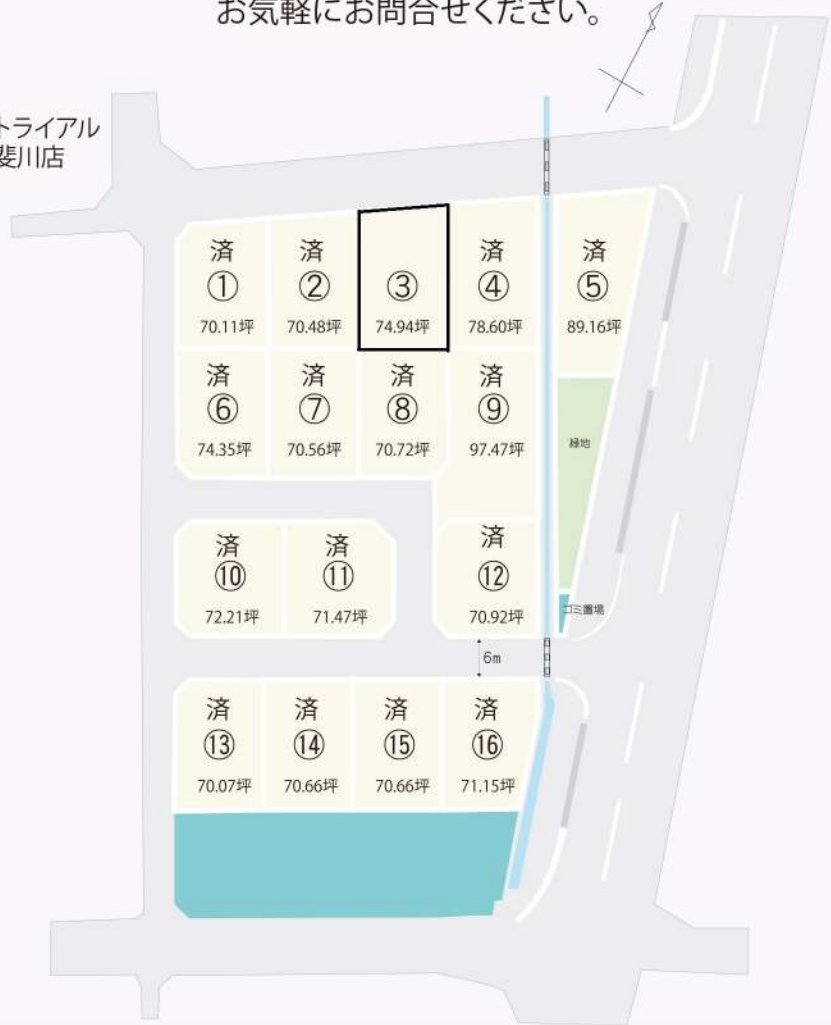 お気軽にお問合せください。
トライアル
斐川店
済
①
70.11坪
済
②
70.48坪
③
74.94坪
済
④
78.60坪
済
⑤
89.16坪
済
⑥
74.35坪
済
⑦
70.56坪
済
⑧
70.72坪
済
⑨
97.47坪
緑地
済
⑩
72.21坪
済
⑪
71.47坪
済
⑫
70.92坪
ゴミ置場
6m
済
⑬
70.07坪
済
⑭
70.66坪
済
⑮
70.66坪
済
⑯
71.15坪